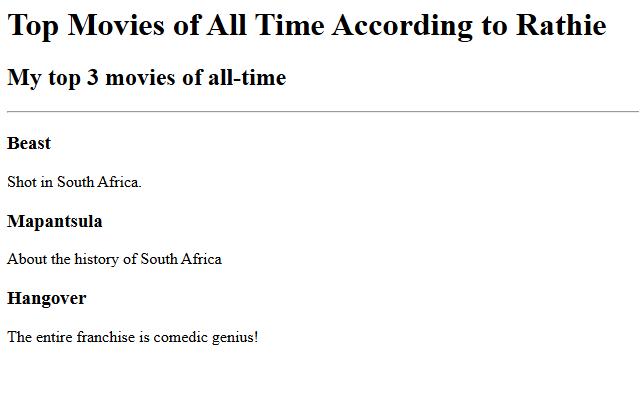 Top Movies of All Time According to Rathie
My top 3 movies of all-time
Beast
Shot in South Africa.
Mapantsula
About the history of South Africa
Hangover
The entire franchise is comedic genius!